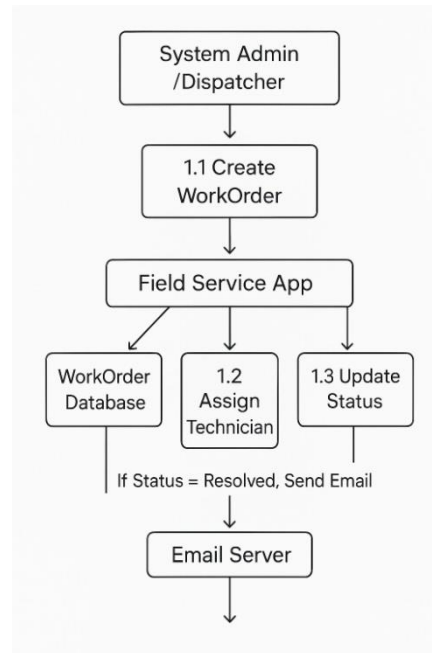 System Admin
/Dispatcher
1.1 Create
WorkOrder
Field Service App
WorkOrder
Database
1.2
Assign
Technician
1.3 Update
Status
If Status = Resolved, Send Email
Email Server